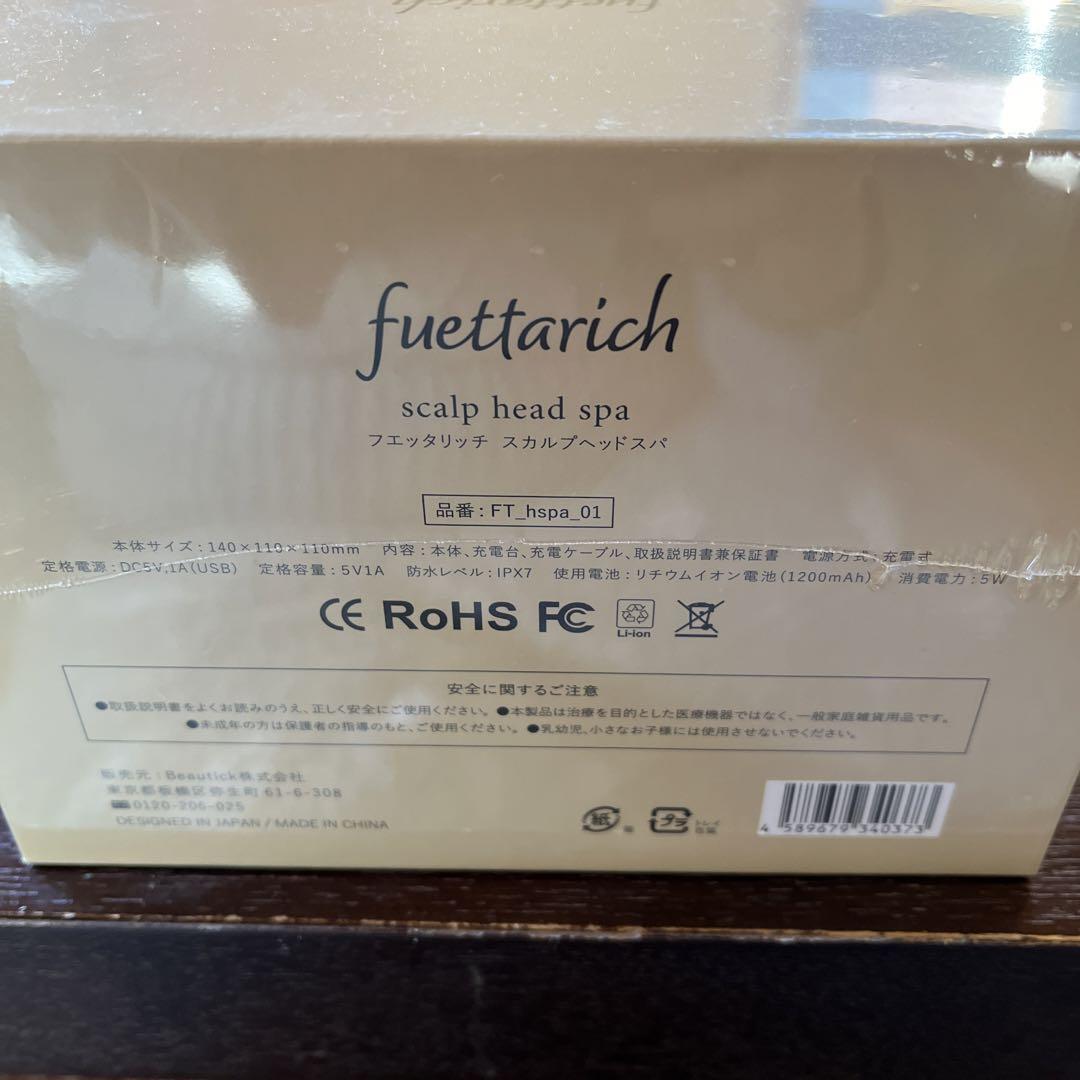 fuettarich
fuettarich
scalp head spa
フエッタリッチ スカルプヘッドスパ
品番:FT_hspa_01
本体サイズ:140×110×110mm 内容:本体、充電台、充電ケーブル、取扱説明書兼保証書 電源方式:充電式
定格電源:DC5V,1A(USB) 定格容量:5V1A 防水レベル:IPX7 使用電池:リチウムイオン電池(1200mAh) 消費電力:5W
CE RoHS FC
Li-ion
安全に関するご注意
●取扱説明書をよくお読みのうえ、正しく安全にご使用ください。●本製品は治療を目的とした医療機器ではなく、一般家庭雑貨用品です。
●未成年の方は保護者の指導のもと、ご使用ください。●乳幼児、小さなお子様には使用させないでください。
販売元:Beautick株式会社
東京都板橋区弥生町61-6-308
0120-206-025
DESIGNED IN JAPAN / MADE IN CHINA
紙 プラ トレイ
4 589679 340373